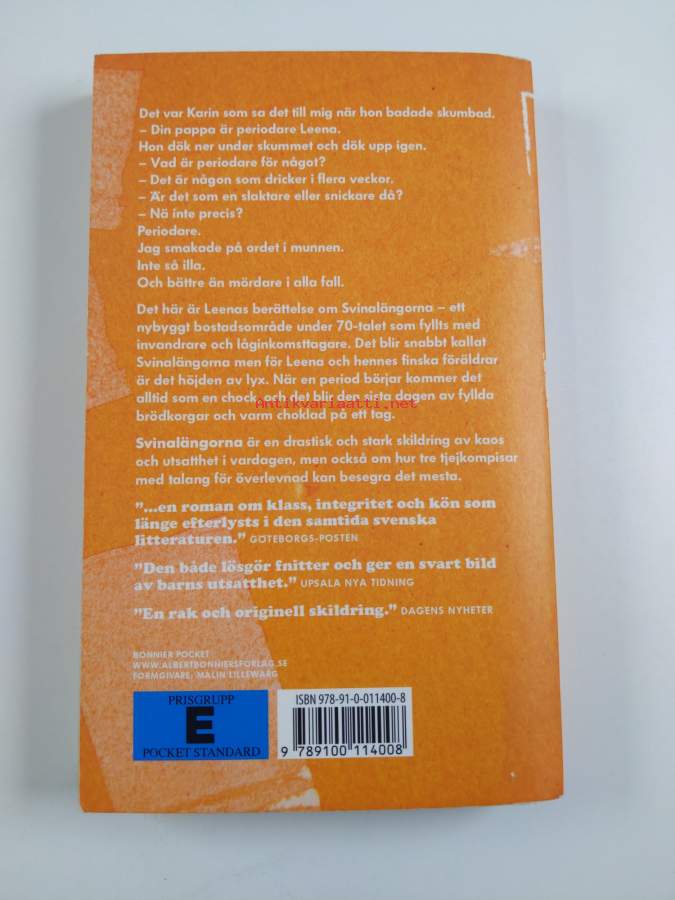 Det var Karin som sa det till mig när hon badade skumbad.
– Din pappa är periodare Leena.
Hon dök ner under skummet och dök upp igen.
– Vad är periodare för något?
– Det är någon som dricker i flera veckor.
– Är det som en slaktare eller snickare då?
– Nä inte precis?
Periodare.
Jag smakade på ordet i munnen.
Inte så illa.
Och bättre än mördare i alla fall.
Det här är Leenas berättelse om Svinalängorna – ett
nybyggt bostadsområde under 70-talet som fyllts med
invandrare och låginkomsttagare. Det blir snabbt kallat
Svinalängorna men för Leena och hennes finska föräldrar
är det höjden av lyx. När en period börjar kommer det
alltid som en chock, och det blir den sista dagen av fyllda
Antikvariaatti.net
brödkorgar och varm choklad på ett tag.
Svinalängorna är en drastisk och stark skildring av kaos
och utsatthet i vardagen, men också om hur tre tjejkompisar
med talang för överlevnad kan besegra det mesta.
”...en roman om klass, integritet och kön som
länge efterlysts i den samtida svenska
litteraturen.” GÖTEBORGS-POSTEN
”Den både lösgör fnitter och ger en svart bild
av barns utsatthet.” UPSALA NYA TIDNING
”En rak och originell skildring.” DAGENS NYHETER
BONNIER POCKET
WWW.ALBERTBONNIERSFORLAG.SE
FORMGIVARE: MALIN LILLEWARG
PRISGRUPP
E
POCKET STANDARD
ISBN 978-91-0-011400-8
9 789100 114008